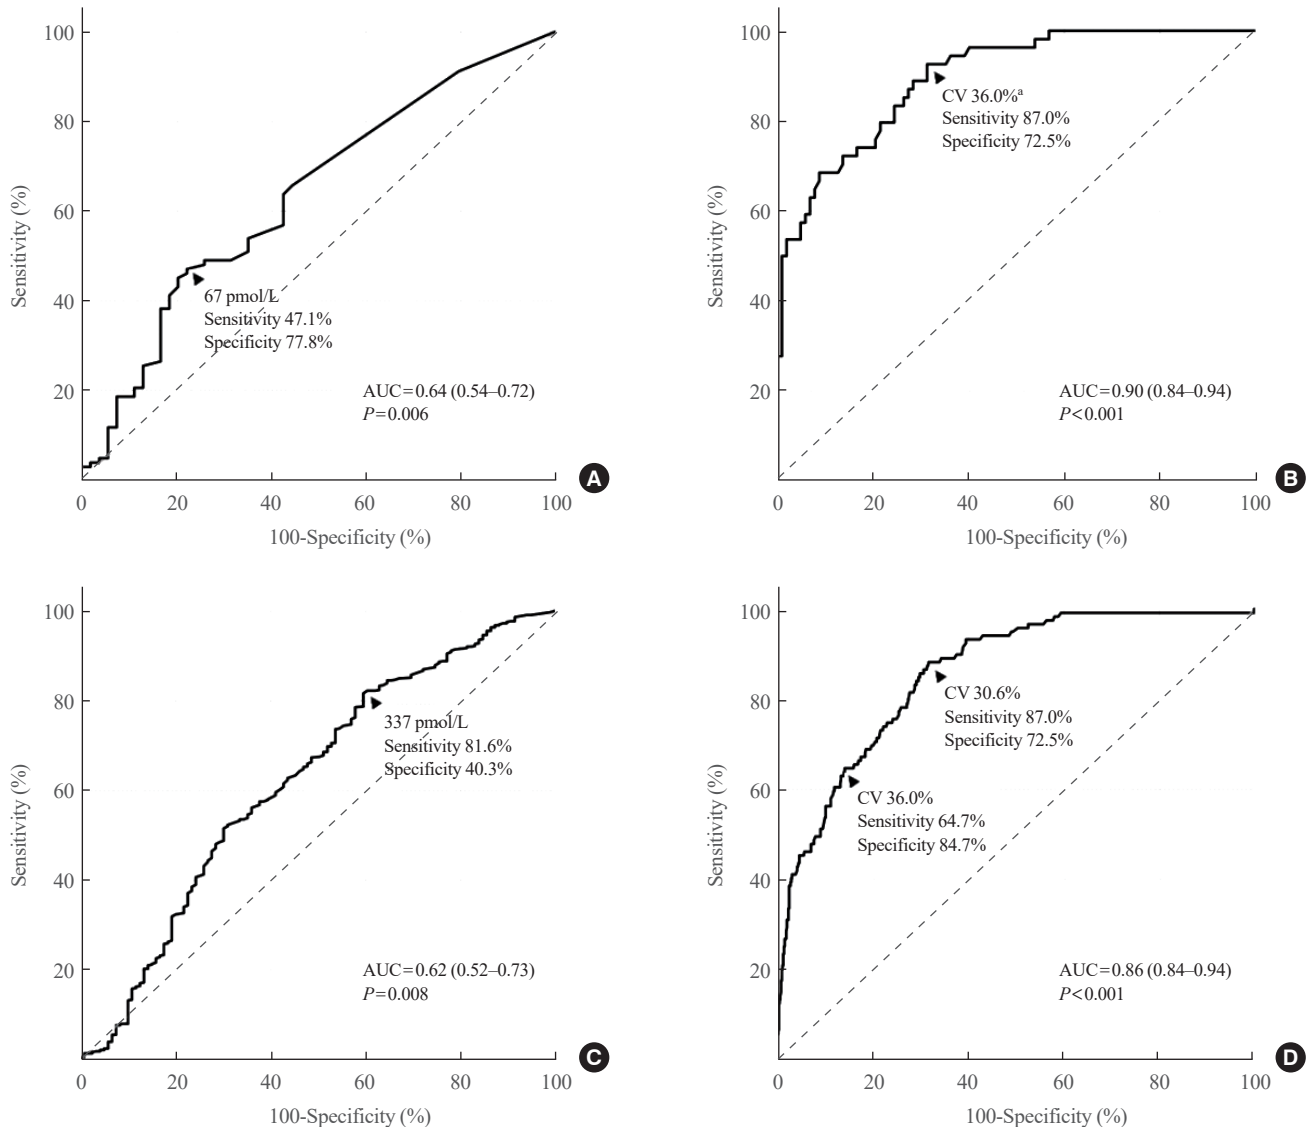 100
80
60
40
20
Sensitivity (%)
67 pmol/L
Sensitivity 47.1%
Specificity 77.8%
AUC=0.64 (0.54–0.72)
P=0.006
0 20 40 60 80 100
100-Specificity (%)
A
100
80
60
40
20
Sensitivity (%)
CV 36.0%ª
Sensitivity 87.0%
Specificity 72.5%
AUC=0.90 (0.84–0.94)
P<0.001
0 20 40 60 80 100
100-Specificity (%)
B
100
80
60
40
20
Sensitivity (%)
337 pmol/L
Sensitivity 81.6%
Specificity 40.3%
AUC=0.62 (0.52–0.73)
P=0.008
0 20 40 60 80 100
100-Specificity (%)
C
100
80
60
40
20
Sensitivity (%)
CV 30.6%
Sensitivity 87.0%
Specificity 72.5%
CV 36.0%
Sensitivity 64.7%
Specificity 84.7%
AUC=0.86 (0.84–0.94)
P<0.001
0 20 40 60 80 100
100-Specificity (%)
D